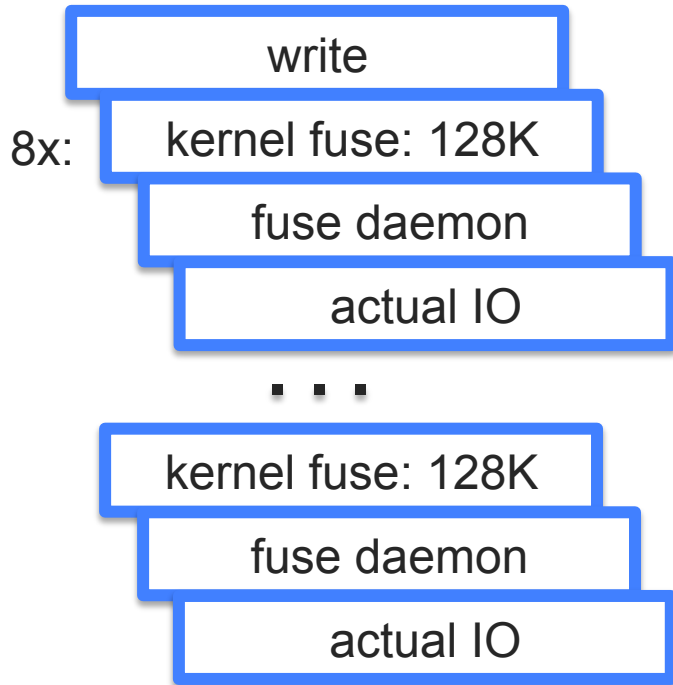 write
8x:
kernel fuse: 128K
fuse daemon
actual IO
. . .
kernel fuse: 128K
fuse daemon
actual IO